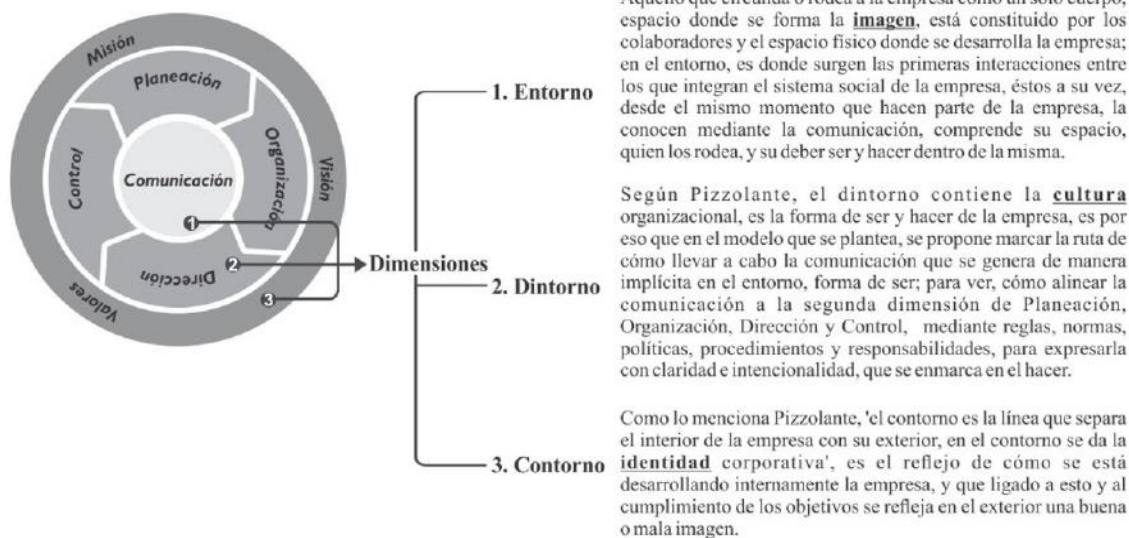 Misión
Planeación
Control
Organización
Visión
Comunicación
1
2
Dirección
3
Valores
Dimensiones
1. Entorno
espacio donde se forma la imagen, está constituido por los
colaboradores y el espacio físico donde se desarrolla la empresa;
en el entorno, es donde surgen las primeras interacciones entre
los que integran el sistema social de la empresa, éstos a su vez,
desde el mismo momento que hacen parte de la empresa, la
conocen mediante la comunicación, comprende su espacio,
quien los rodea, y su deber ser y hacer dentro de la misma.
2. Dintorno
Según Pizzolante, el dintorno contiene la cultura
organizacional, es la forma de ser y hacer de la empresa, es por
eso que en el modelo que se plantea, se propone marcar la ruta de
cómo llevar a cabo la comunicación que se genera de manera
implícita en el entorno, forma de ser; para ver, cómo alinear la
comunicación a la segunda dimensión de Planeación,
Organización, Dirección y Control, mediante reglas, normas,
políticas, procedimientos y responsabilidades, para expresarla
con claridad e intencionalidad, que se enmarca en el hacer.
3. Contorno
Como lo menciona Pizzolante, 'el contorno es la línea que separa
el interior de la empresa con su exterior, en el contorno se da la
identidad corporativa', es el reflejo de cómo se está
desarrollando internamente la empresa, y que ligado a esto y al
cumplimiento de los objetivos se refleja en el exterior una buena
o mala imagen.